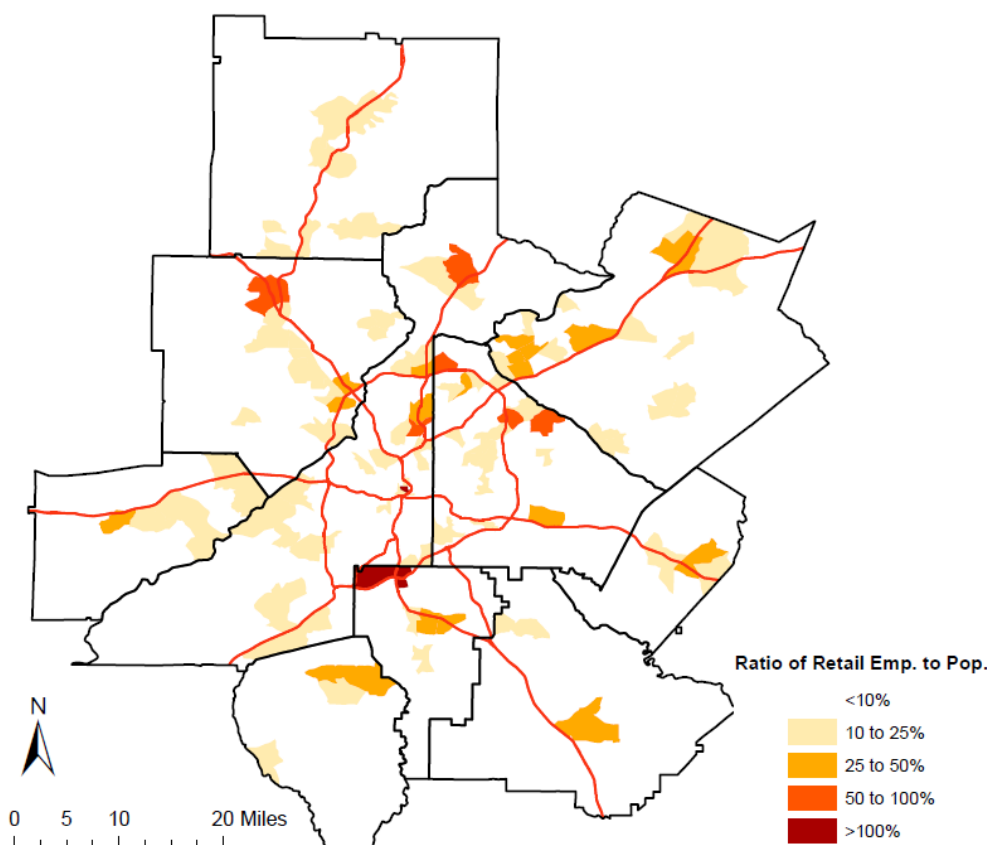 Ratio of Retail Emp. to Pop.
<10%
10 to 25%
25 to 50%
50 to 100%
>100%
N
0 5 10 20 Miles